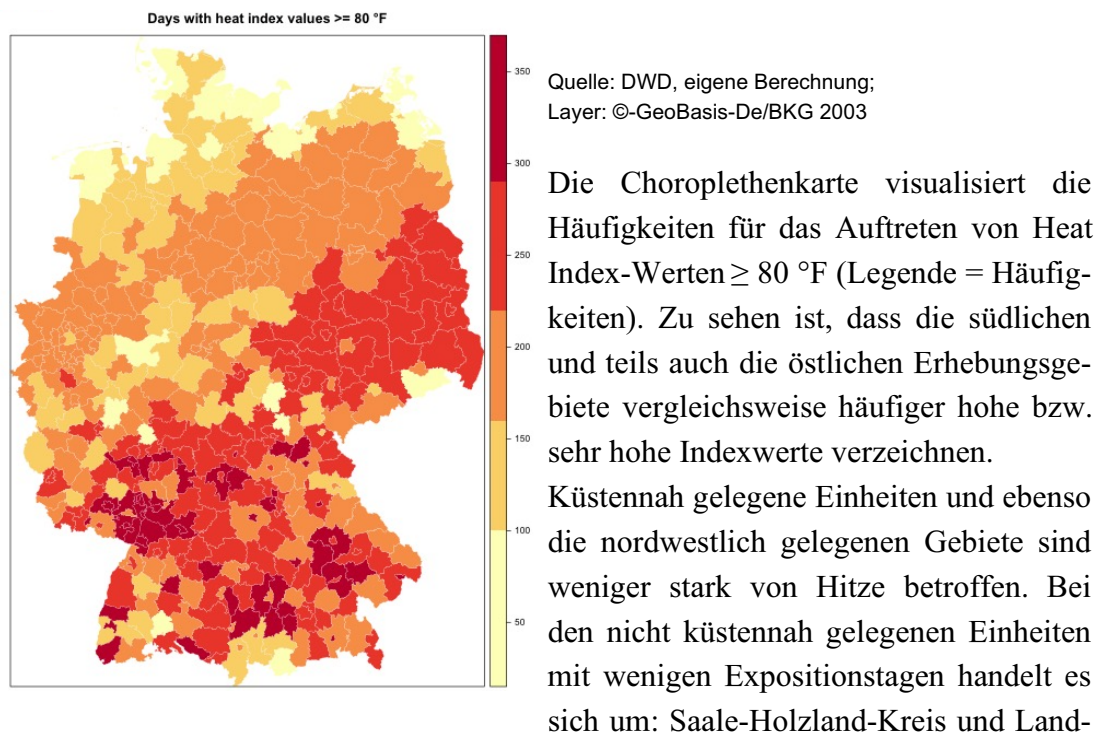 Days with heat index values >= 80 °F
350
300
250
200
150
100
50
Quelle: DWD, eigene Berechnung;
Layer: ©-GeoBasis-De/BKG 2003
Die Choroplethenkarte visualisiert die
Häufigkeiten für das Auftreten von Heat
Index-Werten ≥ 80 °F (Legende = Häufig-
keiten). Zu sehen ist, dass die südlichen
und teils auch die östlichen Erhebungsge-
biete vergleichsweise häufiger hohe bzw.
sehr hohe Indexwerte verzeichnen.
Küstennah gelegene Einheiten und ebenso
die nordwestlich gelegenen Gebiete sind
weniger stark von Hitze betroffen. Bei
den nicht küstennah gelegenen Einheiten
mit wenigen Expositionstagen handelt es
sich um: Saale-Holzland-Kreis und Land-